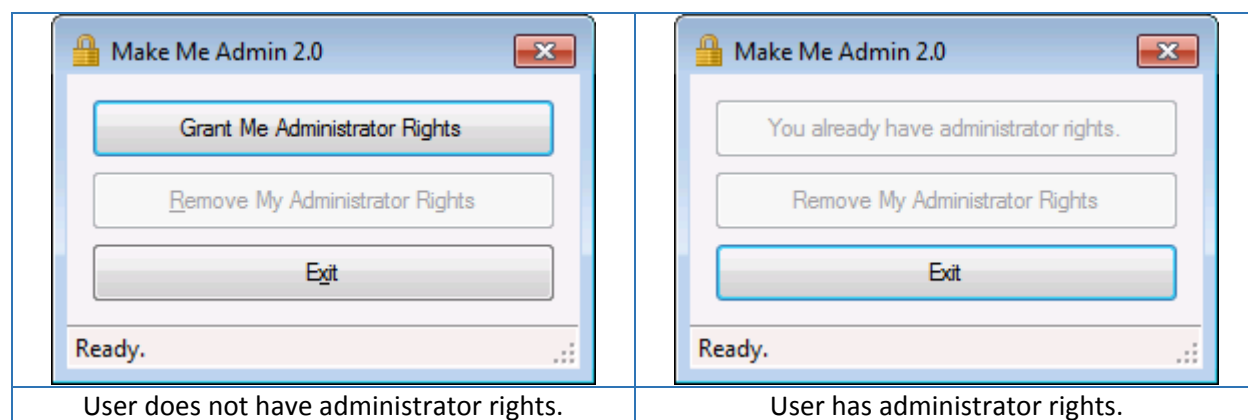 Make Me Admin 2.0
Grant Me Administrator Rights
Remove My Administrator Rights
Exit
Ready.
User does not have administrator rights.
Make Me Admin 2.0
You already have administrator rights.
Remove My Administrator Rights
Exit
Ready.
User has administrator rights.